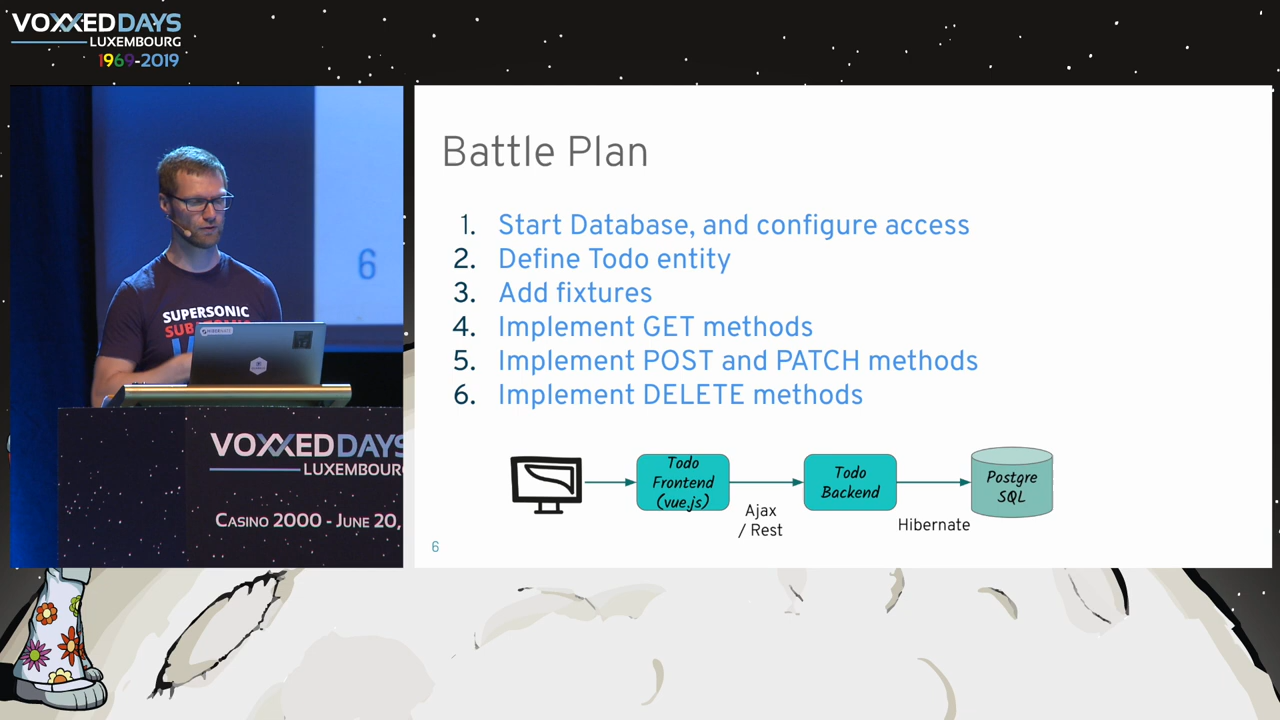 VOXXEDDAYS
LUXEMBOURG
1969-2019
6
SUPERSONIC
VOXXEDDAYS
LUXEMBOURG
CASINO 2000 - JUNE 20,
Battle Plan
1. Start Database, and configure access
2. Define Todo entity
3. Add fixtures
4. Implement GET methods
5. Implement POST and PATCH methods
6. Implement DELETE methods
Todo
Frontend
(vue.js)
Ajax
/ Rest
Todo
Backend
Hibernate
Postgre
SQL
6